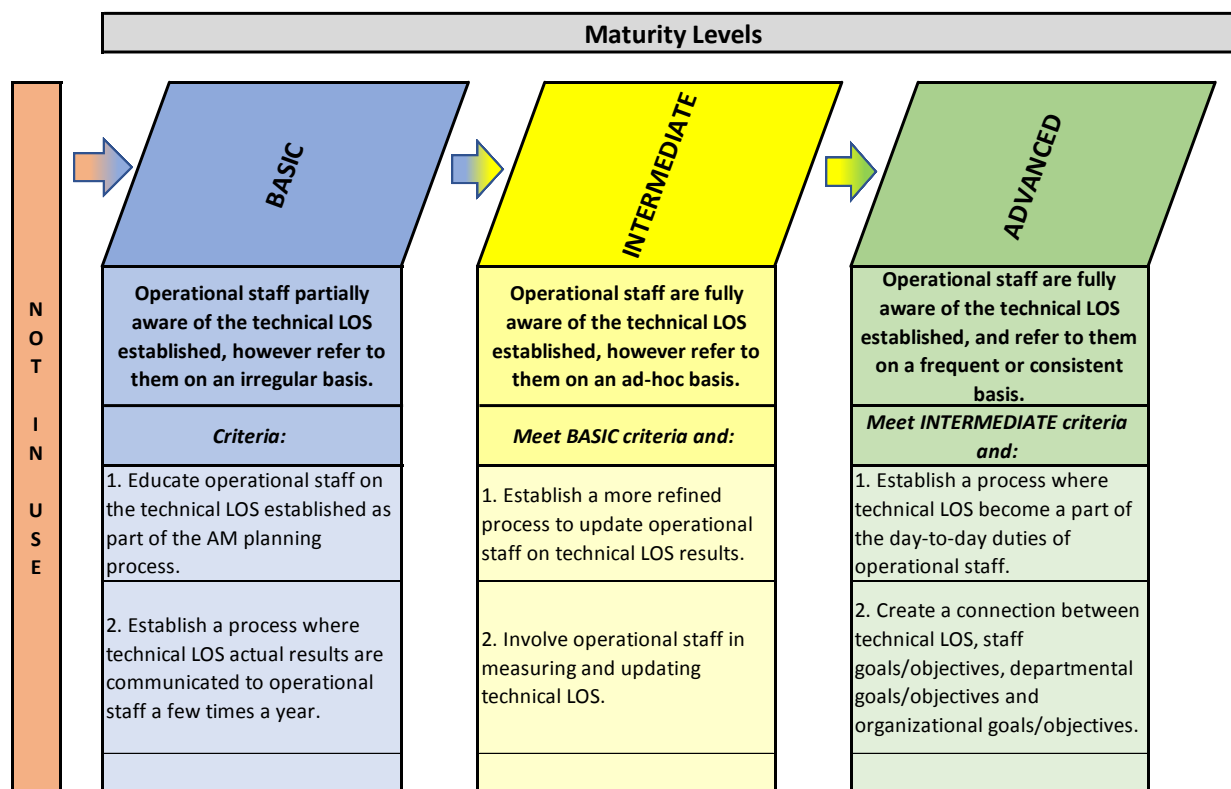 Maturity Levels
NOT IN USE
BASIC
INTERMEDIATE
ADVANCED
Operational staff partially
aware of the technical LOS
established, however refer to
them on an irregular basis.
Operational staff are fully
aware of the technical LOS
established, however refer to
them on an ad-hoc basis.
Operational staff are fully
aware of the technical LOS
established, and refer to them
on a frequent or consistent
basis.
Criteria:
Meet BASIC criteria and:
Meet INTERMEDIATE criteria
and:
1. Educate operational staff on
the technical LOS established as
part of the AM planning
process.
1. Establish a more refined
process to update operational
staff on technical LOS results.
1. Establish a process where
technical LOS become a part of
the day-to-day duties of
operational staff.
2. Establish a process where
technical LOS actual results are
communicated to operational
staff a few times a year.
2. Involve operational staff in
measuring and updating
technical LOS.
2. Create a connection between
technical LOS, staff
goals/objectives, departmental
goals/objectives and
organizational goals/objectives.